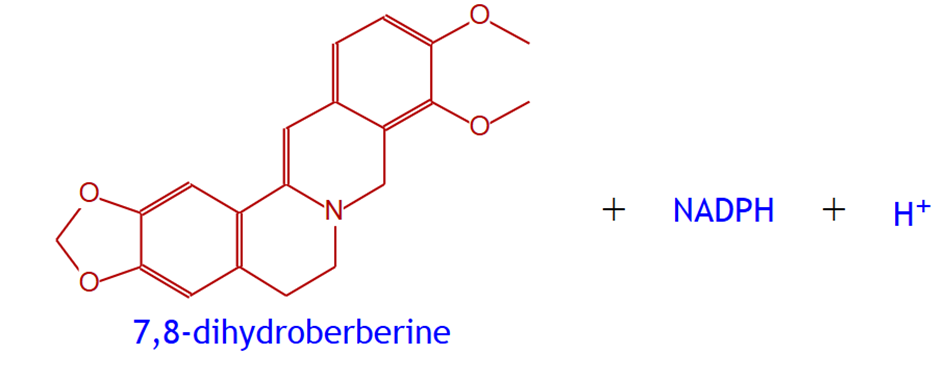 O
O
O
N
+ NADPH + H⁺
O
7,8-dihydroberberine